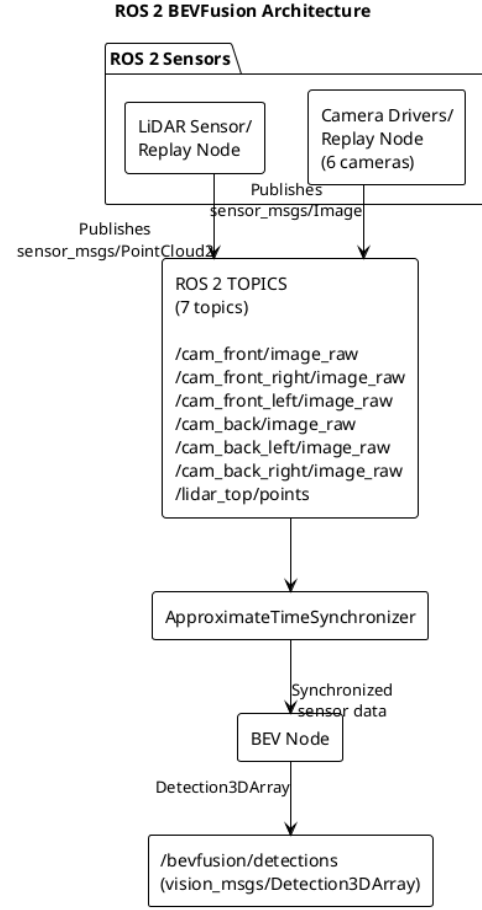 ROS 2 BEVFusion Architecture
ROS 2 Sensors
LiDAR Sensor/
Replay Node
Camera Drivers/
Replay Node
(6 cameras)
Publishes
sensor_msgs/Image
Publishes
sensor_msgs/PointCloud2
ROS 2 TOPICS
(7 topics)
/cam_front/image_raw
/cam_front_right/image_raw
/cam_front_left/image_raw
/cam_back/image_raw
/cam_back_left/image_raw
/cam_back_right/image_raw
/lidar_top/points
ApproximateTimeSynchronizer
Synchronized
sensor data
BEV Node
Detection3DArray
/bevfusion/detections
(vision_msgs/Detection3DArray)